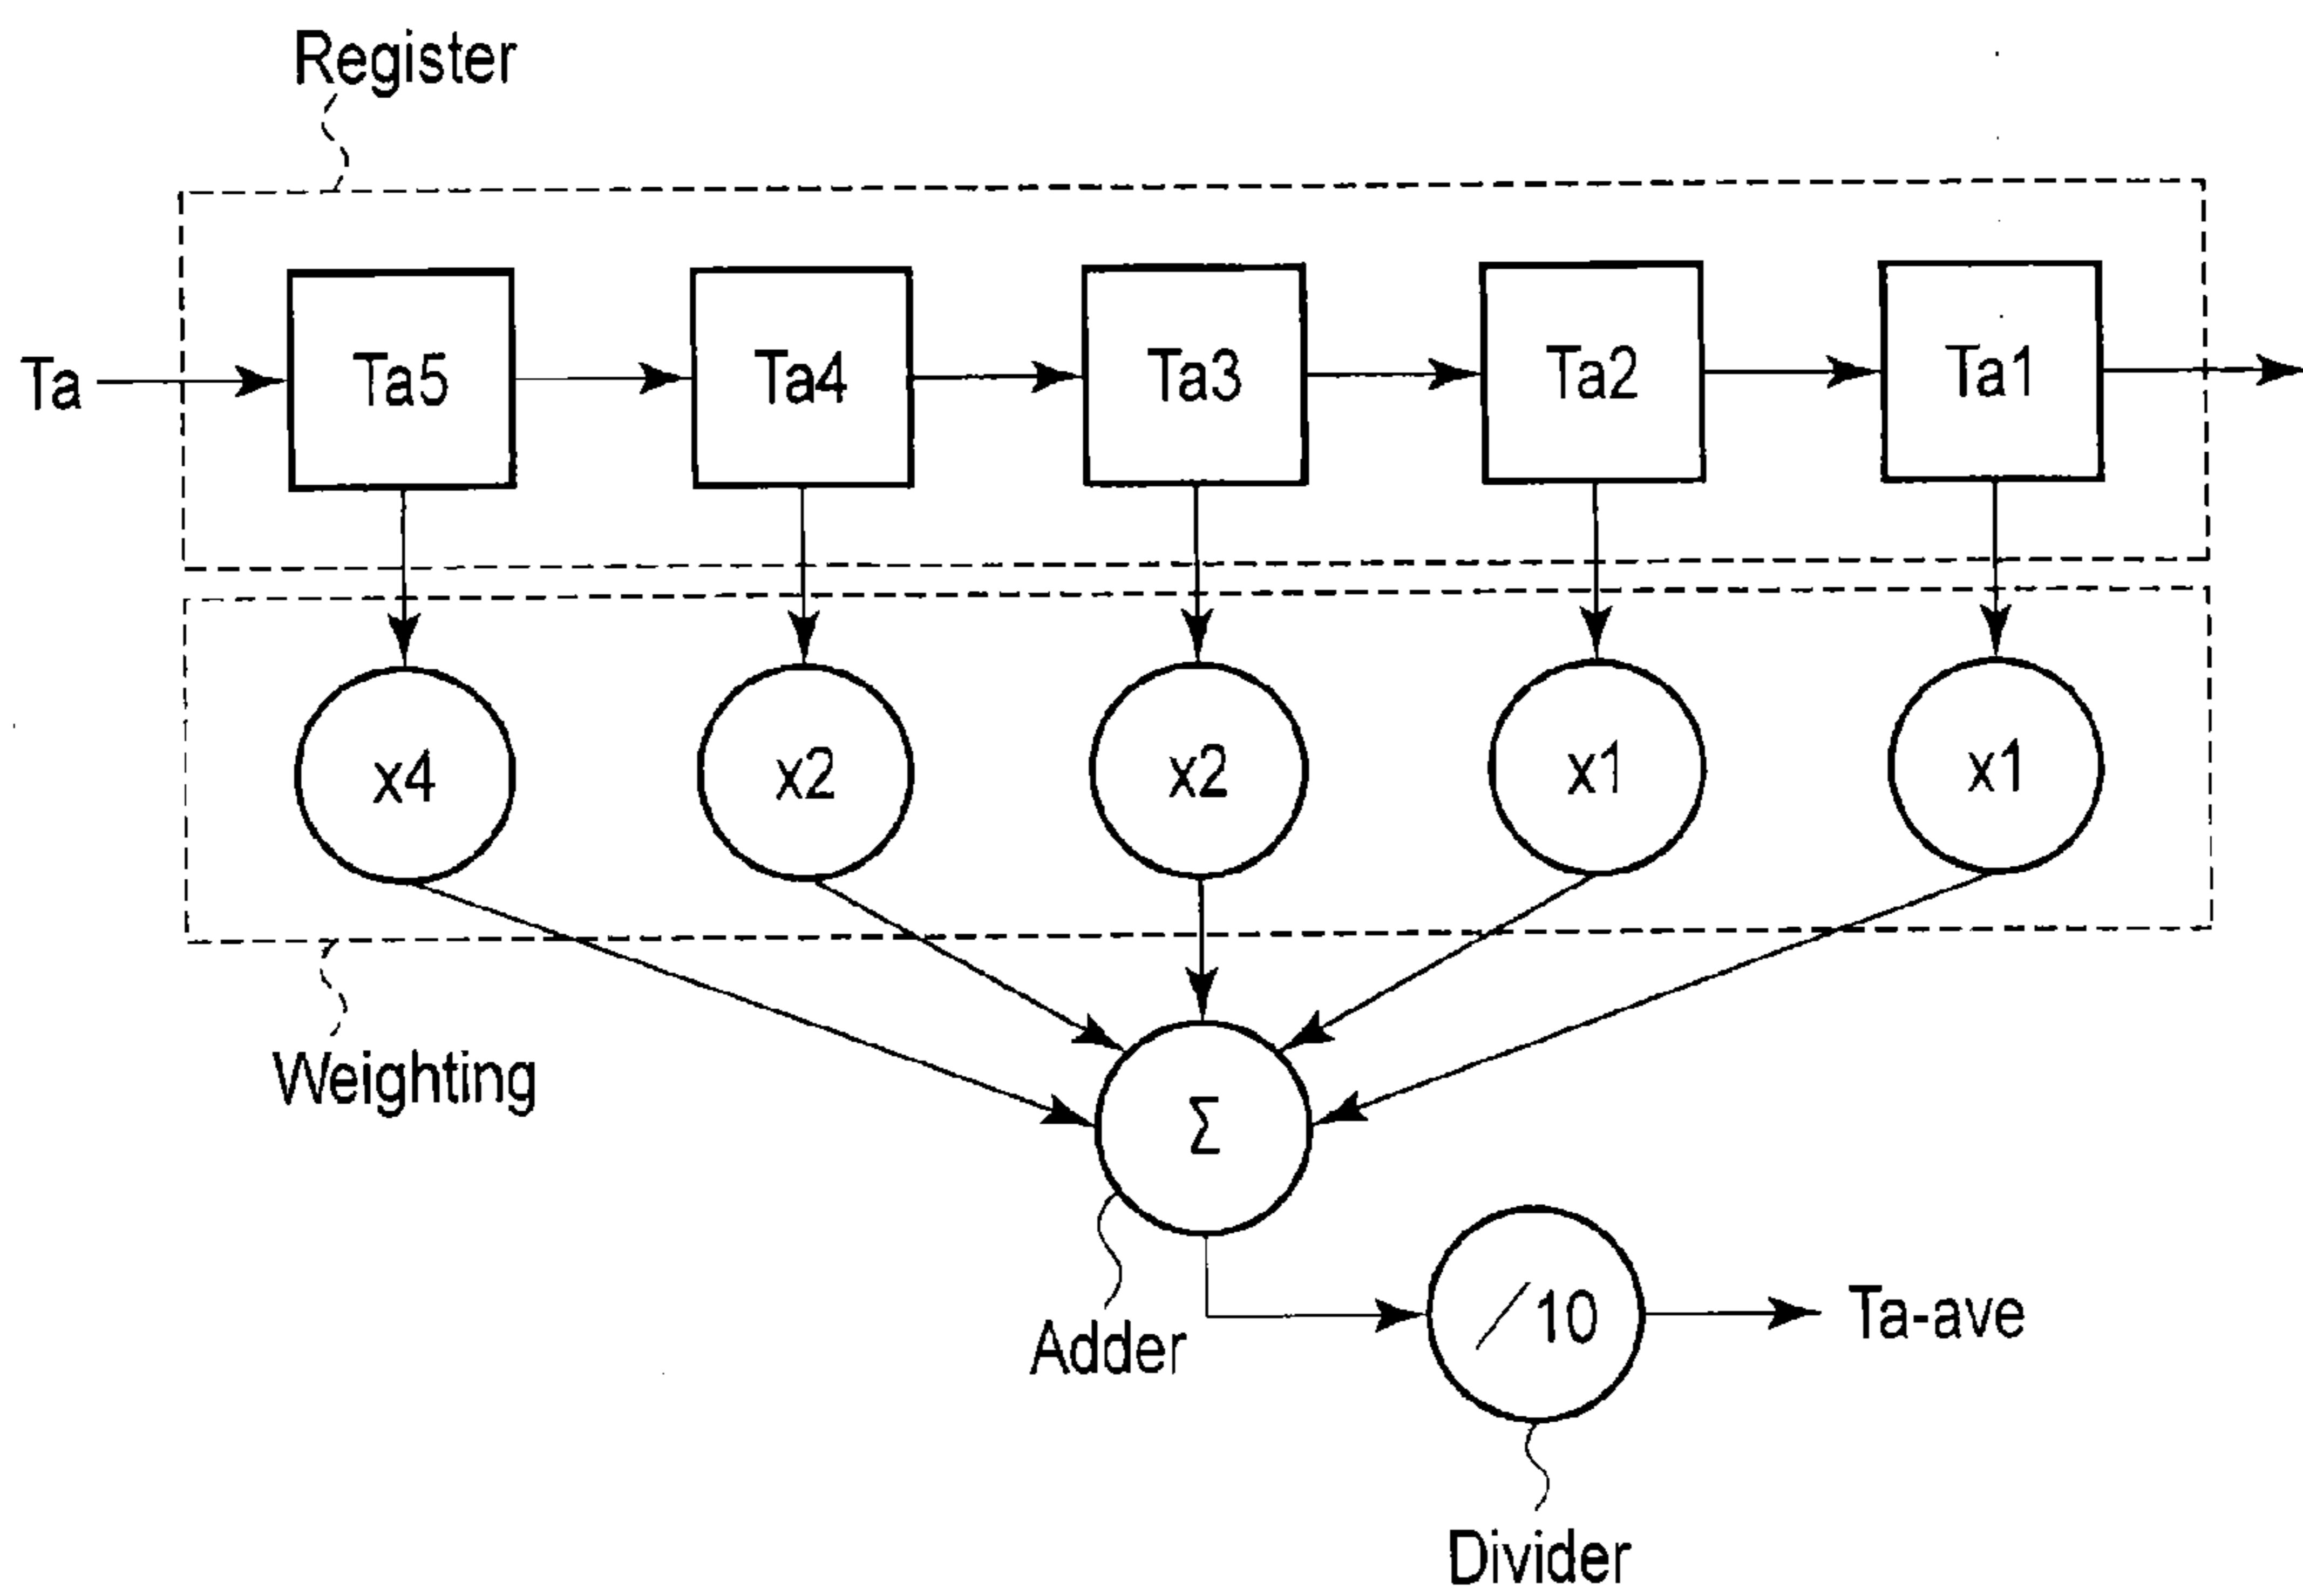 Register
Ta
Ta5
Ta4
Ta3
Ta2
Ta1
x4
x2
x2
x1
x1
Weighting
Σ
Adder
/10
Ta-ave
Divider